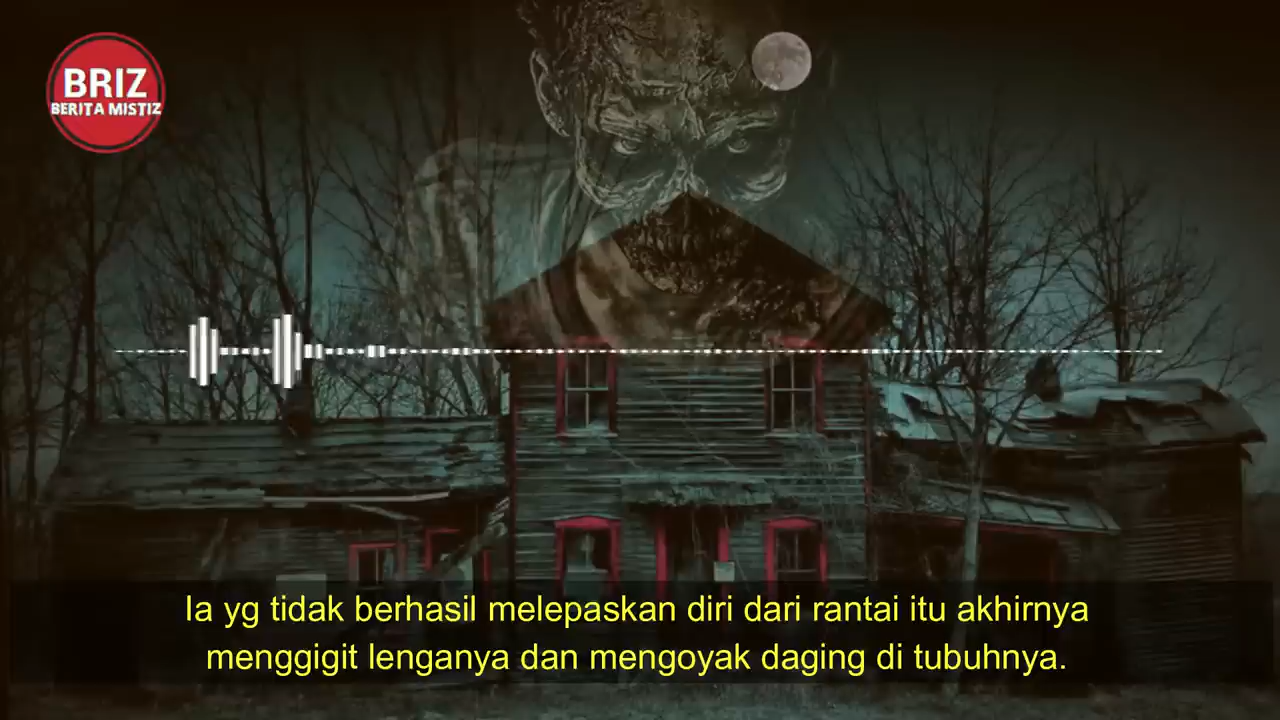 BRIZ
BERITA MISTIZ
Ia yg tidak berhasil melepaskan diri dari rantai itu akhirnya
menggigit lenganya dan mengoyak daging di tubuhnya.